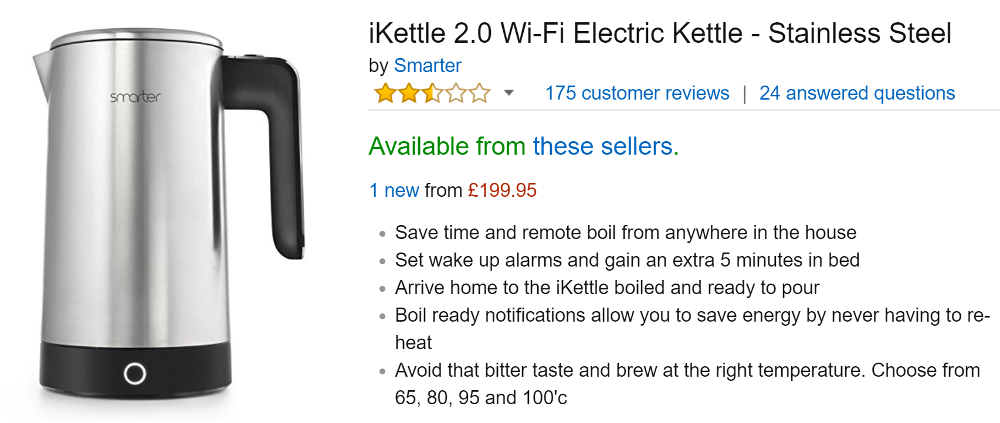 smarter
iKettle 2.0 Wi-Fi Electric Kettle - Stainless Steel
by Smarter
175 customer reviews | 24 answered questions
Available from these sellers.
1 new from £199.95
Save time and remote boil from anywhere in the house
Set wake up alarms and gain an extra 5 minutes in bed
Arrive home to the iKettle boiled and ready to pour
Boil ready notifications allow you to save energy by never having to re-
heat
Avoid that bitter taste and brew at the right temperature. Choose from
65, 80, 95 and 100'c